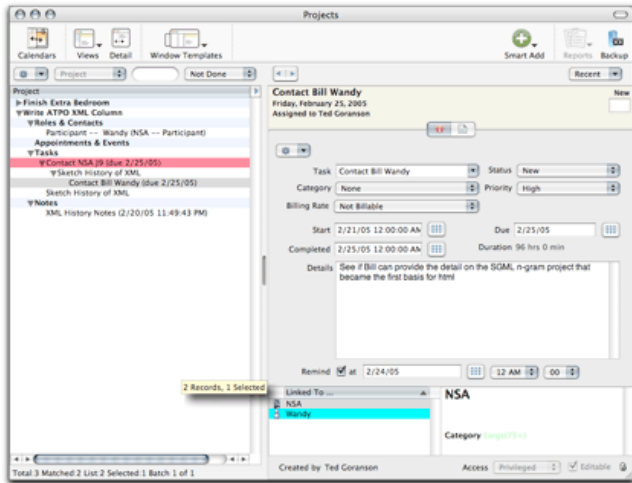 Projects
Calendars Views Detail Window Templates Smart Add Reports Backup
Project Not Done Recent
Project
Finish Extra Bedroom
Write ATPO XML Column
Roles & Contacts
Participant -- Wandy (NSA -- Participant)
Appointments & Events
Tasks
Contact NSA J9 (due 2/25/05)
Sketch History of XML
Contact Bill Wandy (due 2/25/05)
Sketch History of XML
Notes
XML History Notes (2/20/05 11:49:43 PM)
2 Records, 1 Selected
Total:3 Matched:2 List:2 Selected:1 Batch 1 of 1
Contact Bill Wandy New
Friday, February 25, 2005
Assigned to Ted Goranson
Task Contact Bill Wandy Status New
Category None Priority High
Billing Rate Not Billable
Start 2/21/05 12:00:00 AM Due 2/25/05
Completed 2/25/05 12:00:00 AM Duration 96 hrs 0 min
Details See if Bill can provide the detail on the SGML n-gram project that
became the first basis for html
Remind at 2/24/05 12 AM 00
Linked To ...
NSA
Wandy
NSA
Category Large(75+)
Created by Ted Goranson Access Privileged Editable